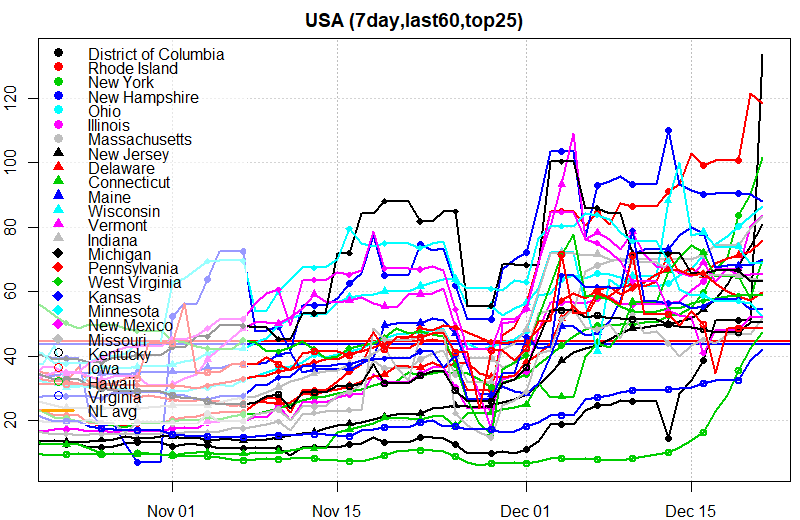 USA (7day,last60,top25)
120
100
80
60
40
20
District of Columbia
Rhode Island
New York
New Hampshire
Ohio
Illinois
Massachusetts
New Jersey
Delaware
Connecticut
Maine
Wisconsin
Vermont
Indiana
Michigan
Pennsylvania
West Virginia
Kansas
Minnesota
New Mexico
Missouri
Kentucky
Iowa
Hawaii
Virginia
NL avg
Nov 01 Nov 15 Dec 01 Dec 15